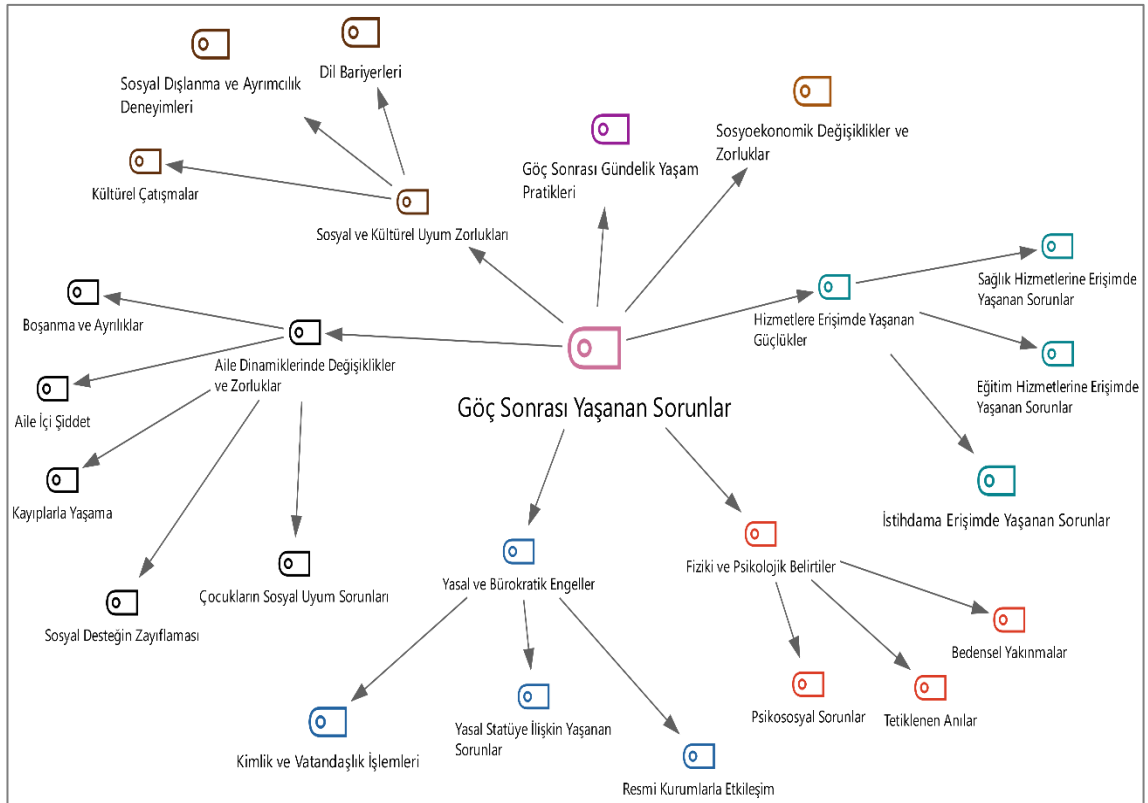 Sosyal Dışlanma ve Ayrımcılık
Deneyimleri
Dil Bariyerleri
Kültürel Çatışmalar
Sosyal ve Kültürel Uyum Zorlukları
Göç Sonrası Gündelik Yaşam
Pratikleri
Sosyoekonomik Değişiklikler ve
Zorluklar
Sağlık Hizmetlerine Erişimde
Yaşanan Sorunlar
Hizmetlere Erişimde Yaşanan
Güçlükler
Eğitim Hizmetlerine Erişimde
Yaşanan Sorunlar
İstihdama Erişimde Yaşanan Sorunlar
Boşanma ve Ayrılıklar
Aile Dinamiklerinde Değişiklikler
ve Zorluklar
Aile İçi Şiddet
Kayıplarla Yaşama
Sosyal Desteğin Zayıflaması
Çocukların Sosyal Uyum Sorunları
Göç Sonrası Yaşanan Sorunlar
Yasal ve Bürokratik Engeller
Kimlik ve Vatandaşlık İşlemleri
Yasal Statüye İlişkin Yaşanan
Sorunlar
Resmi Kurumlarla Etkileşim
Fiziki ve Psikolojik Belirtiler
Psikososyal Sorunlar
Tetiklenen Anılar
Bedensel Yakınmalar